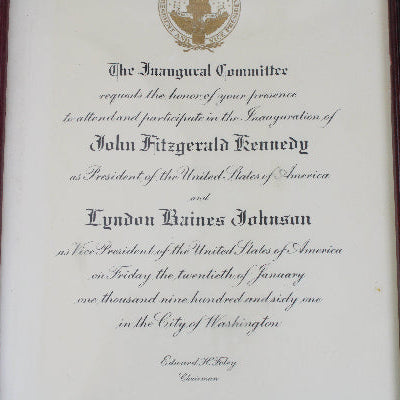 The Inaugural Committee
requests the honor of your presence
to attend and participate in the Inauguration of
John Fitzgerald Kennedy
as President of the United States of America
and
Lyndon Baines Johnson
as Vice President of the United States of America
on Friday the twentieth of January
one thousand nine hundred and sixty one
in the City of Washington
Edward H. Foley
Chairman